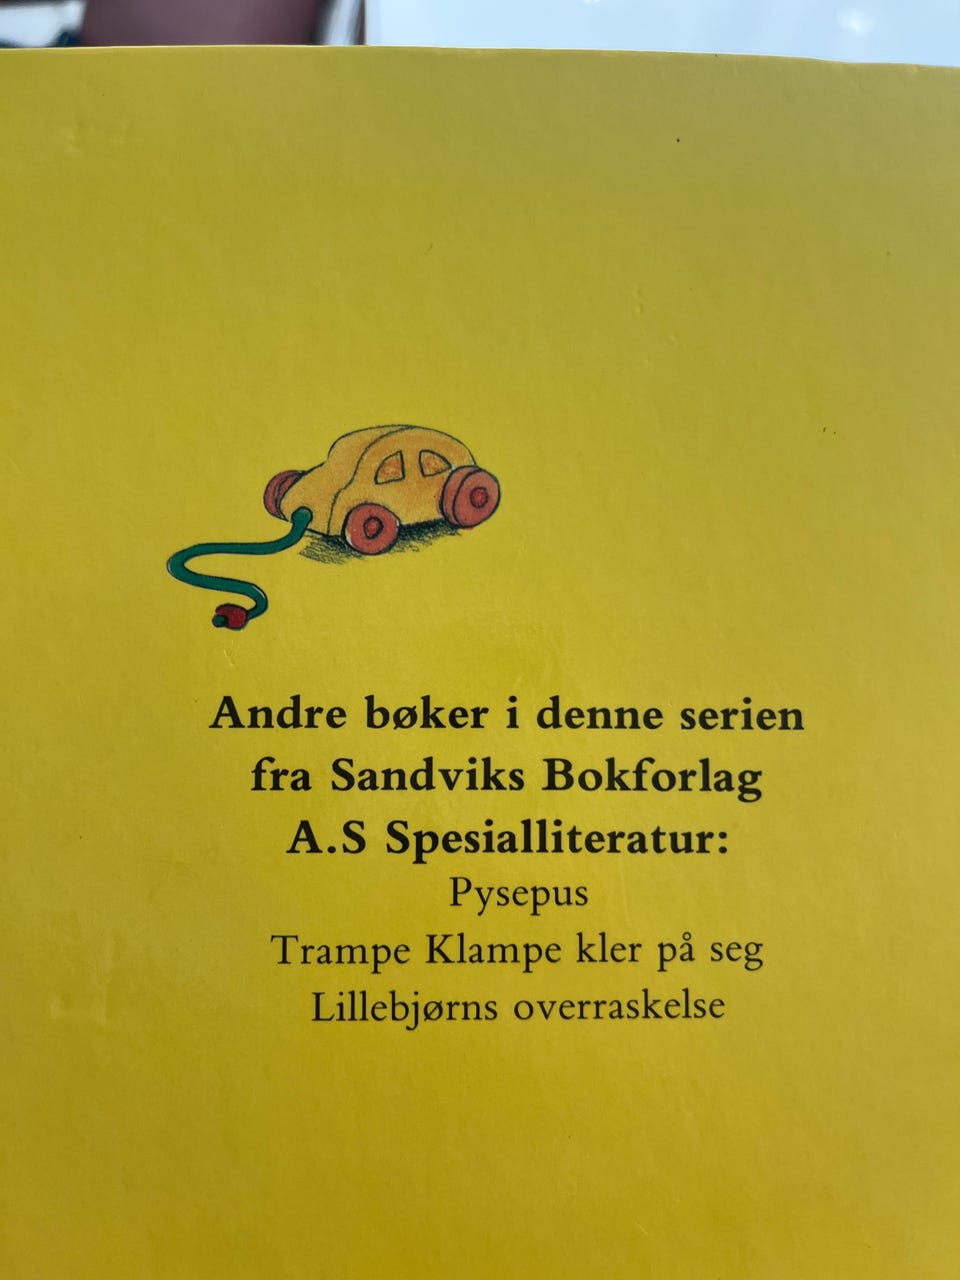 Andre bøker i denne serien
fra Sandviks Bokforlag
A.S Spesialliteratur:
Pysepus
Trampe Klampe kler på seg
Lillebjørns overraskelse